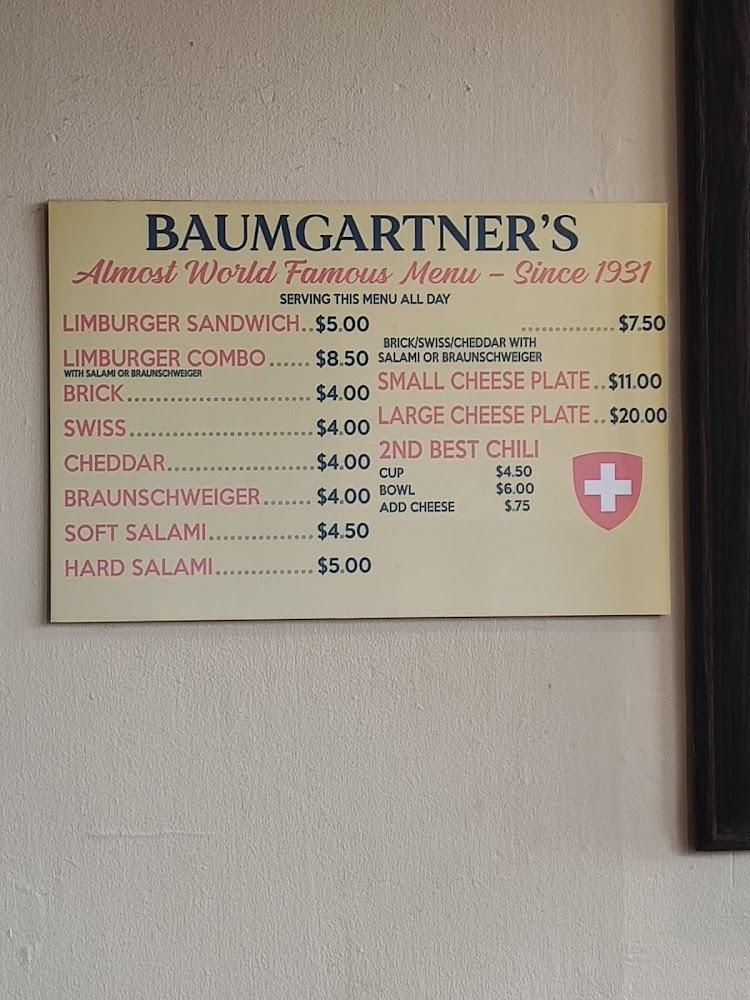 BAUMGARTNER'S
Almost World Famous Menu – Since 1931
SERVING THIS MENU ALL DAY
LIMBURGER SANDWICH..$5.00
LIMBURGER COMBO......$8.50
WITH SALAMI OR BRAUNSCHWEIGER
BRICK............................$4.00
SWISS...........................$4.00
CHEDDAR.....................$4.00
BRAUNSCHWEIGER.......$4.00
SOFT SALAMI...............$4.50
HARD SALAMI..............$5.00
..............$7.50
BRICK/SWISS/CHEDDAR WITH
SALAMI OR BRAUNSCHWEIGER
SMALL CHEESE PLATE..$11.00
LARGE CHEESE PLATE..$20.00
2ND BEST CHILI
CUP $4.50
BOWL $6.00
ADD CHEESE $.75